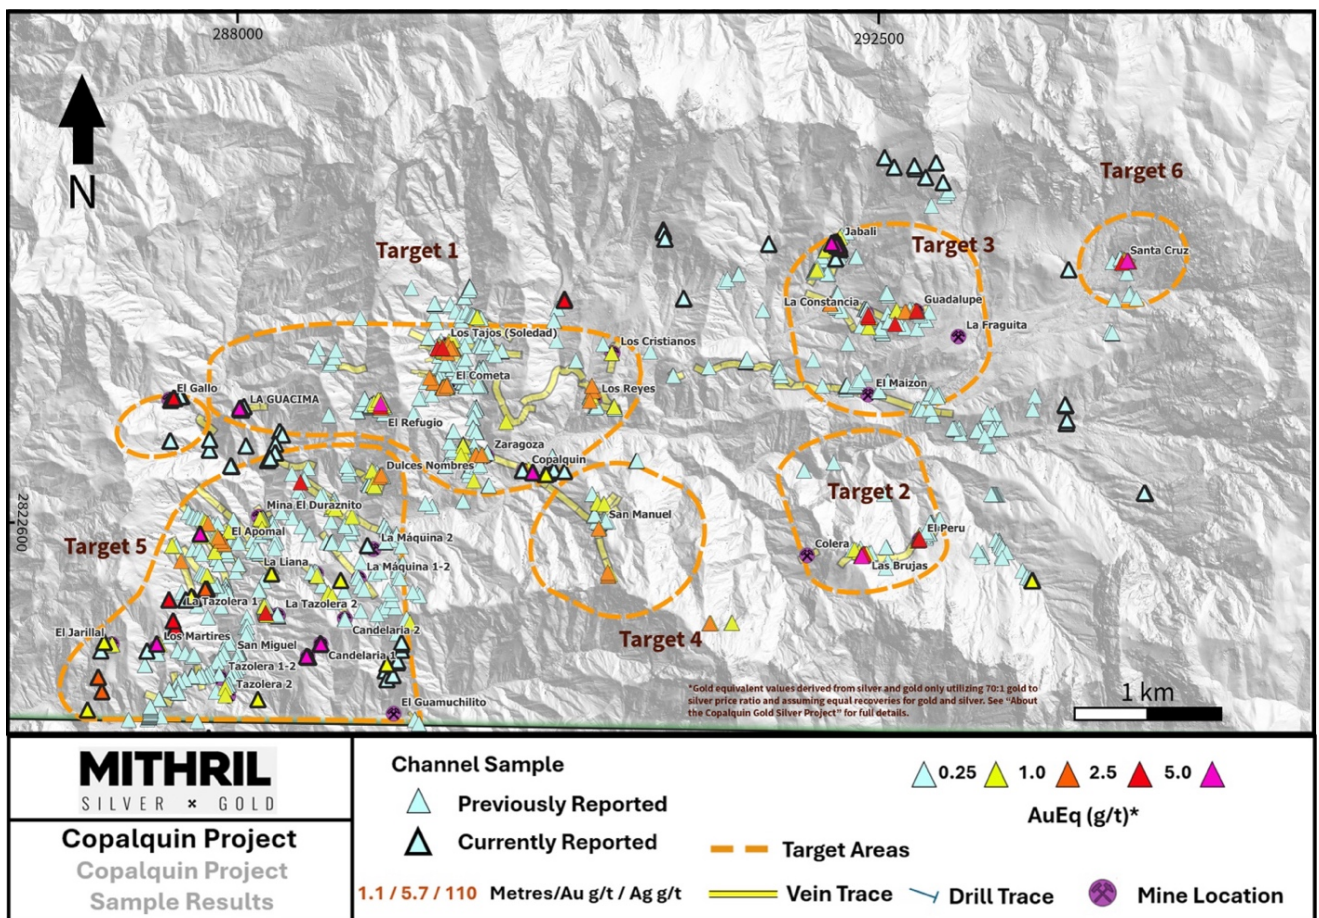 288000
292500
N
Target 6
Jabali
Target 1
Target 3
Santa Cruz
La Constancia
Guadalupe
Los Tajos (Soledad)
La Fraguita
Los Cristianos
El Cometa
El Gallo
El Maizon
Los Reyes
LA GUACIMA
El Refugio
Zaragoza
Copalquin
Dulces Nombres
Target 2
2822600
Mina El Duraznito
San Manuel
El Apomal
El Peru
La Máquina 2
Target 5
Colera
La Liana
La Máquina 1-2
Las Brujas
La Tazolera 1
La Tazolera 2
El Jarillal
Los Martires
Candelaria 2
Target 4
San Miguel
Candelaria 1
Tazolera 1-2
Tazolera 2
El Guamuchilito
*Gold equivalent values derived from silver and gold only utilizing 70:1 gold to
silver price ratio and assuming equal recoveries for gold and silver. See "About
the Copalquin Gold Silver Project" for full details.
1 km
MITHRIL
SILVER × GOLD
Copalquin Project
Copalquin Project
Sample Results
Channel Sample
Previously Reported
Currently Reported
1.1 / 5.7 / 110 Metres/Au g/t / Ag g/t
0.25 1.0 2.5 5.0
AuEq (g/t)*
Target Areas
Vein Trace
Drill Trace
Mine Location